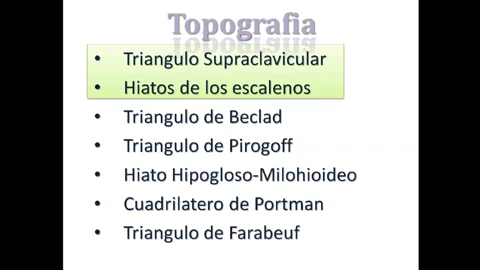 Topografia
• Triangulo Supraclavicular
• Hiatos de los escalenos
• Triangulo de Beclad
• Triangulo de Pirogoff
• Hiato Hipogloso-Milohioideo
• Cuadrilatero de Portman
• Triangulo de Farabeuf